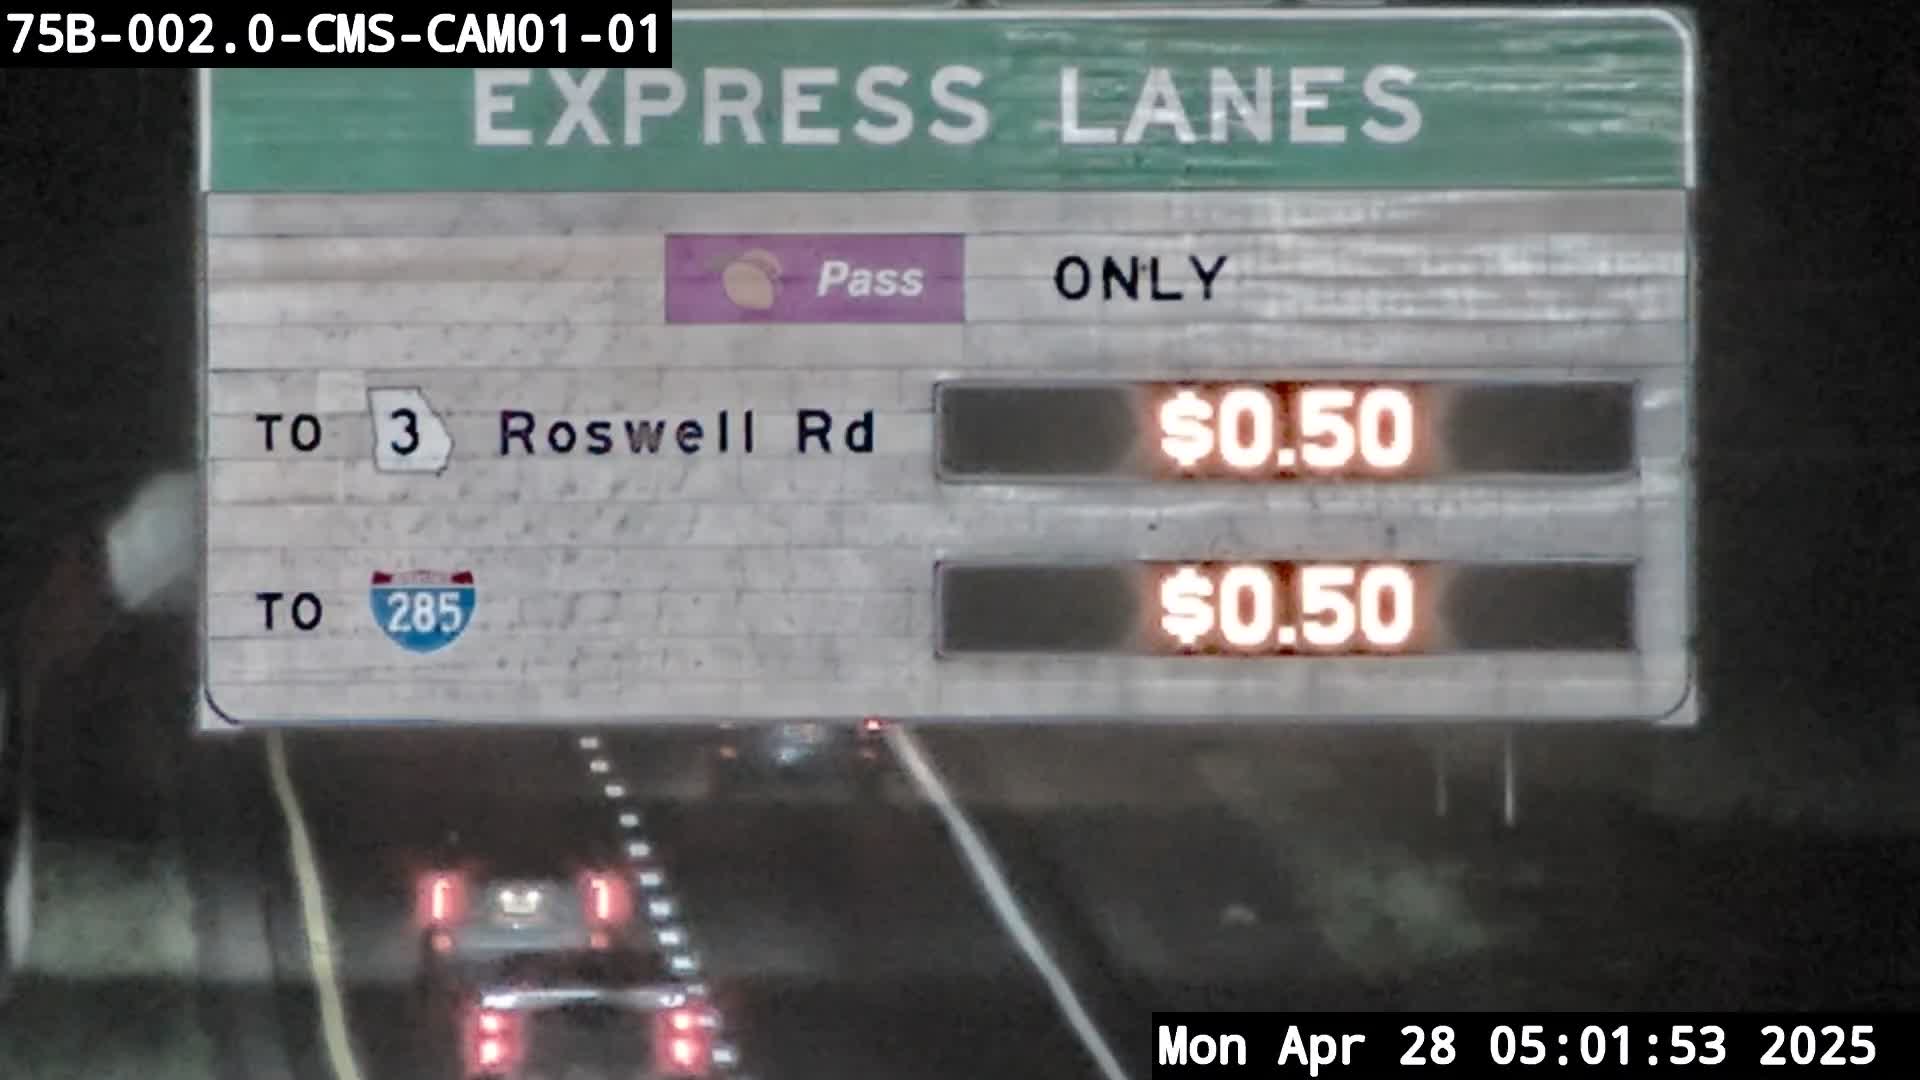 75B-002.0-CMS-CAM01-01
EXPRESS LANES
Pass ONLY
TO 3 Roswell Rd $0.50
TO 285 $0.50
Mon Apr 28 05:01:53 2025